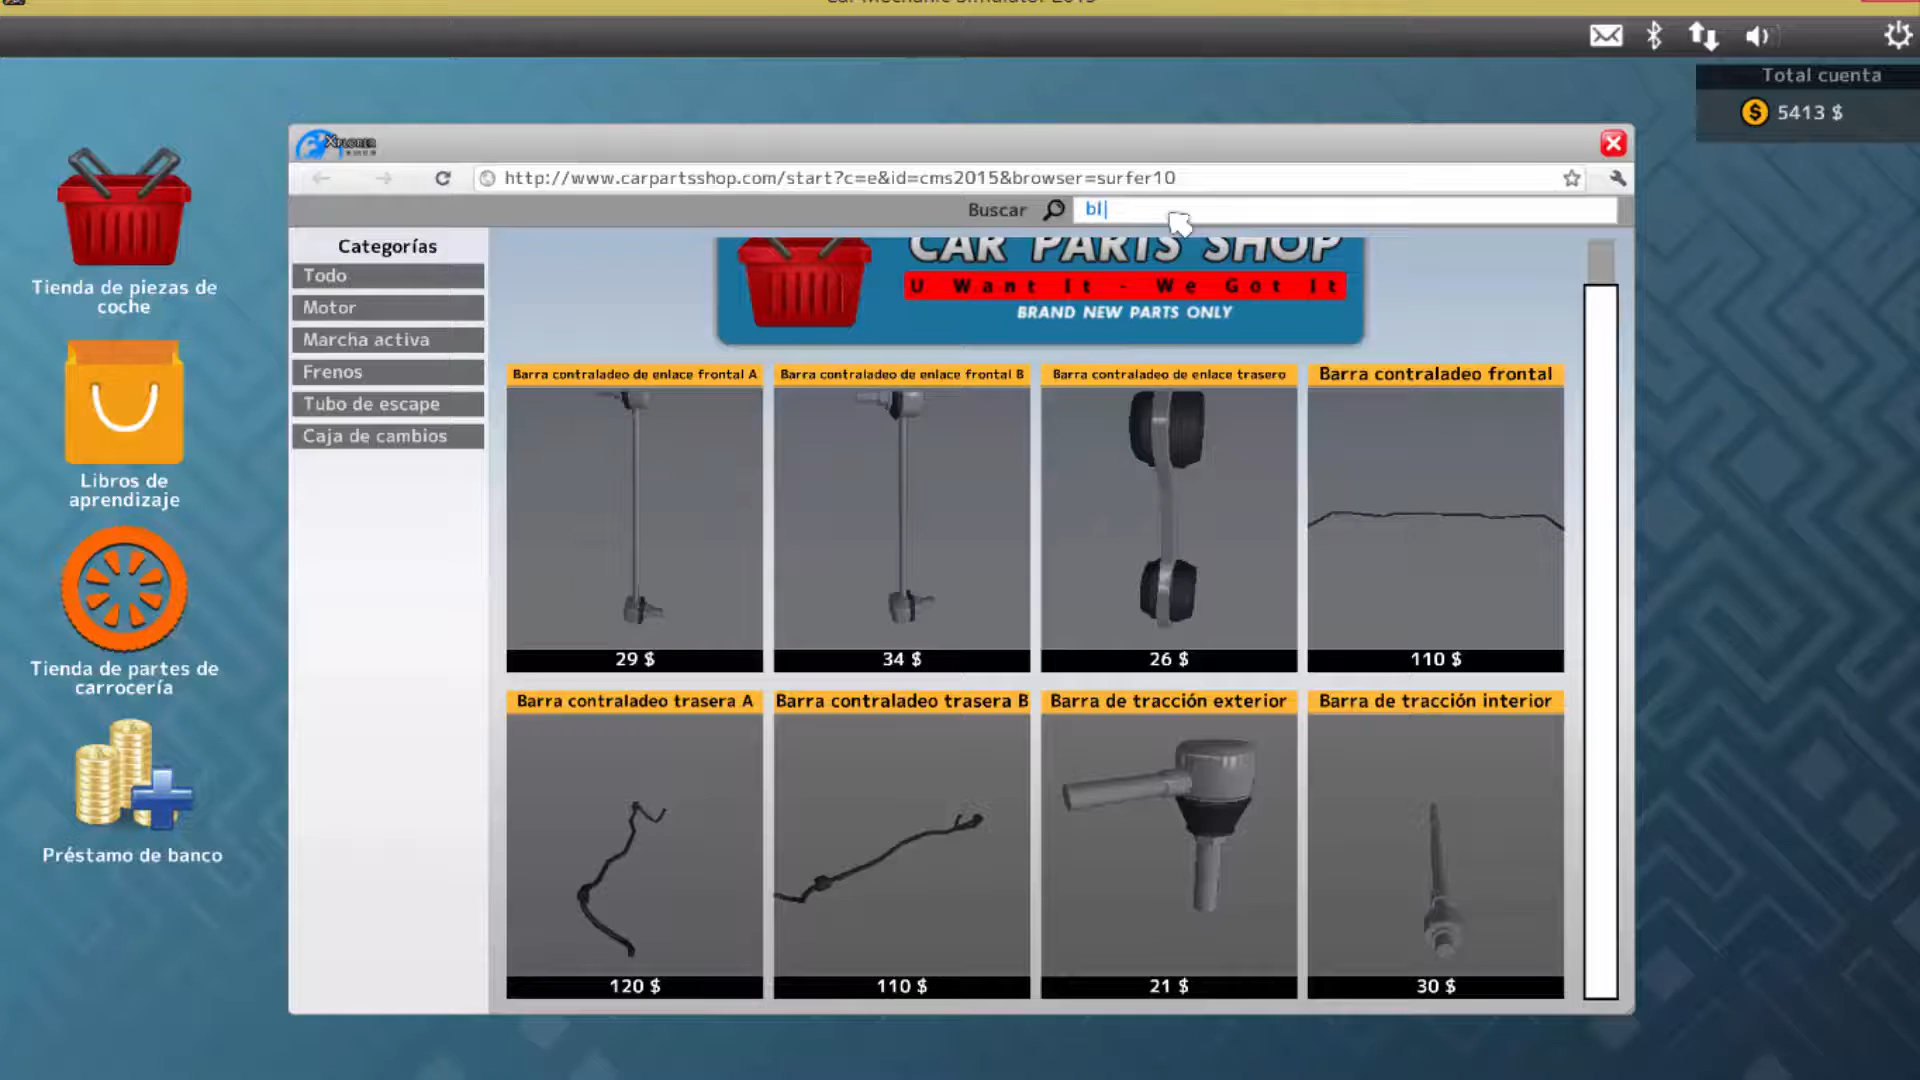 Total cuenta
5413 $
Tienda de piezas de
coche
Libros de
aprendizaje
Tienda de partes de
carrocería
Préstamo de banco
XPLORER
http://www.carpartsshop.com/start?c=e&id=cms2015&browser=surfer10
Buscar
bl
Categorías
Todo
Motor
Marcha activa
Frenos
Tubo de escape
Caja de cambios
CAR PARTS SHOP
U Want It - We Got It
BRAND NEW PARTS ONLY
Barra contraladeo de enlace frontal A
Barra contraladeo de enlace frontal B
Barra contraladeo de enlace trasero
Barra contraladeo frontal
29 $
34 $
26 $
110 $
Barra contraladeo trasera A
Barra contraladeo trasera B
Barra de tracción exterior
Barra de tracción interior
120 $
110 $
21 $
30 $